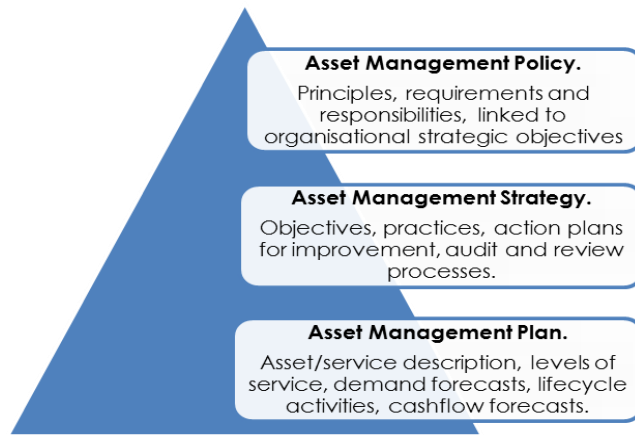 Asset Management Policy.
Principles, requirements and
responsibilities, linked to
organisational strategic objectives
Asset Management Strategy.
Objectives, practices, action plans
for improvement, audit and review
processes.
Asset Management Plan.
Asset/service description, levels of
service, demand forecasts, lifecycle
activities, cashflow forecasts.